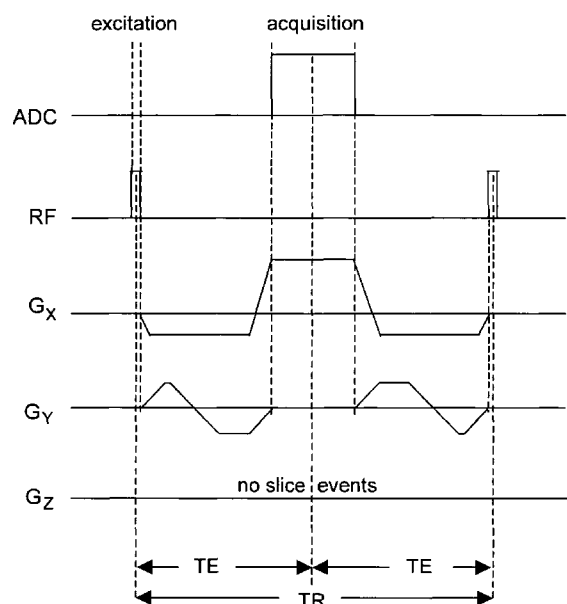 excitation acquisition
ADC
RF
GX
GY
GZ
no slice events
TE TE
TR